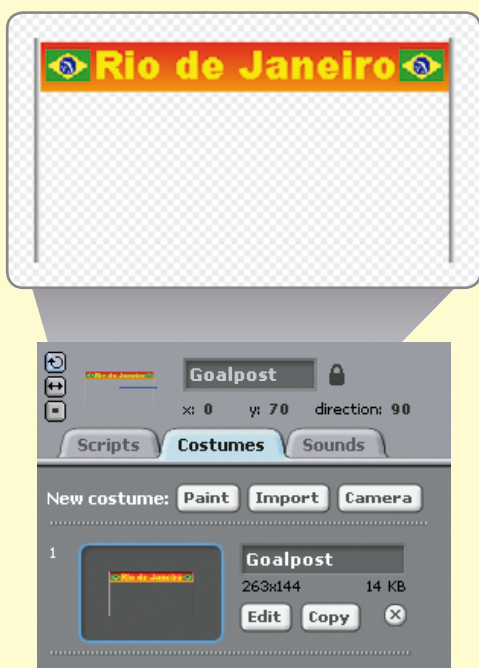 Rio de Janeiro
Goalpost
x: 0 y: 70 direction: 90
Scripts Costumes Sounds
New costume: Paint Import Camera
1
Goalpost
263x144 14 KB
Edit Copy